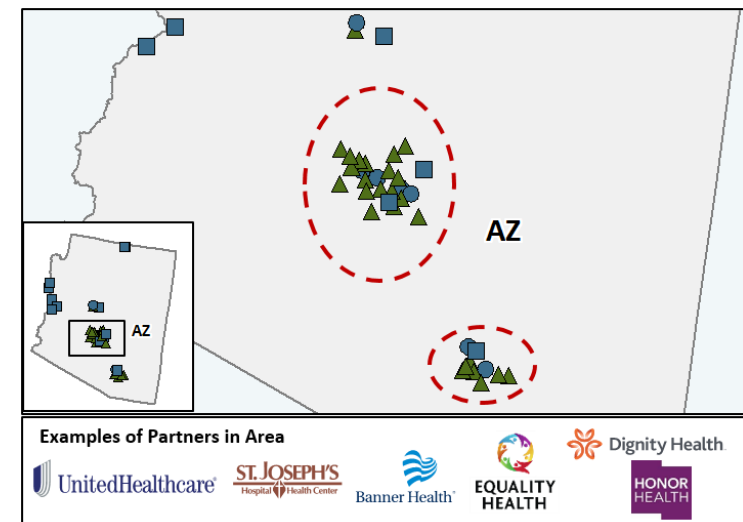 AZ
AZ
Examples of Partners in Area
UnitedHealthcare®
ST. JOSEPH'S
Hospital Health Center
Banner Health®
EQUALITY
HEALTH
Dignity Health.
HONOR
HEALTH